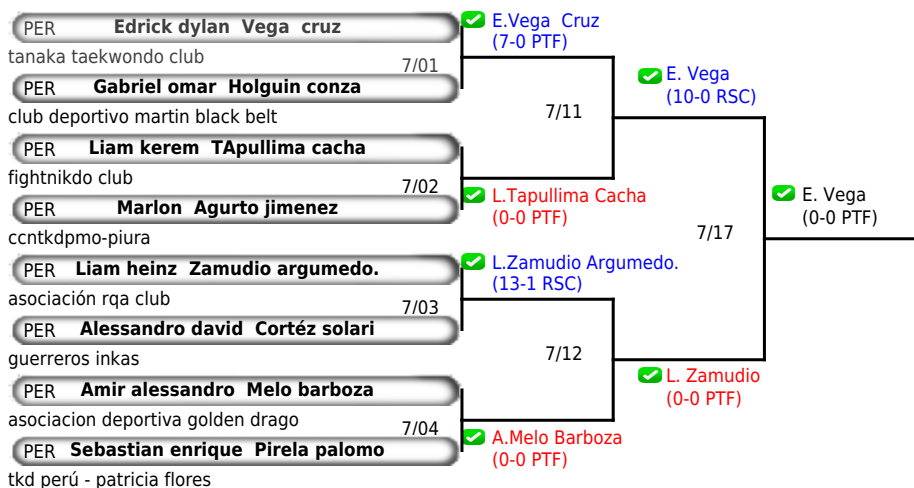 PER Edrick dylan Vega cruz
tanaka taekwondo club
7/01
PER Gabriel omar Holguin conza
club deportivo martin black belt
PER Liam kerem TApullima cacha
fightnikdo club
7/02
PER Marlon Agurto jimenez
ccntkdpmo-piura
PER Liam heinz Zamudio argumedo.
asociación rqa club
7/03
PER Alessandro david Cortéz solari
guerreros inkas
PER Amir alessandro Melo barboza
asociacion deportiva golden drago
7/04
PER Sebastian enrique Pirela palomo
tkd perú - patricia flores
E.Vega Cruz
(7-0 PTF)
7/11
L.Tapullima Cacha
(0-0 PTF)
L.Zamudio Argumedo.
(13-1 RSC)
7/12
A.Melo Barboza
(0-0 PTF)
E. Vega
(10-0 RSC)
7/17
L. Zamudio
(0-0 PTF)
E. Vega
(0-0 PTF)